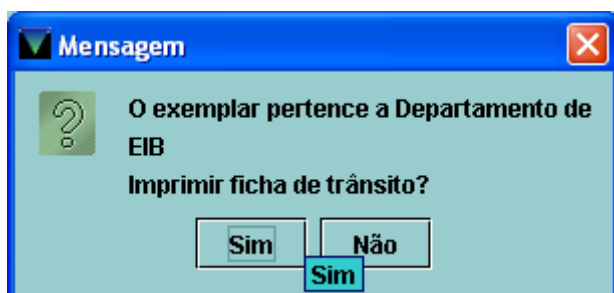 Mensagem
O exemplar pertence a Departamento de
EIB
Imprimir ficha de trânsito?
Sim Não
Sim